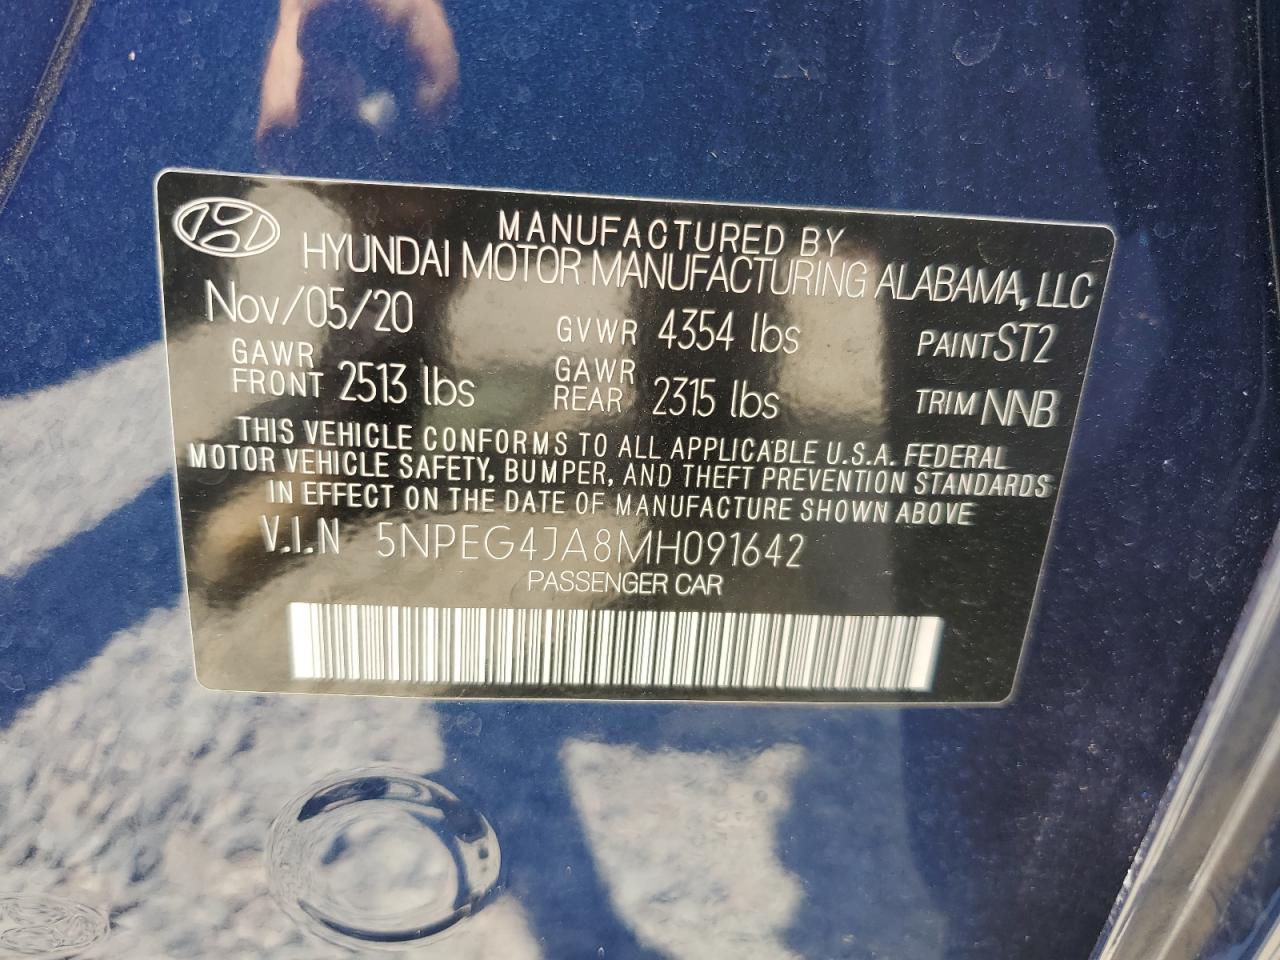 MANUFACTURED BY
HYUNDAI MOTOR MANUFACTURING ALABAMA, LLC
Nov/05/20 GVWR 4354 lbs PAINT ST2
GAWR FRONT 2513 lbs GAWR REAR 2315 lbs TRIM NNB
THIS VEHICLE CONFORMS TO ALL APPLICABLE U.S.A. FEDERAL
MOTOR VEHICLE SAFETY, BUMPER, AND THEFT PREVENTION STANDARDS
IN EFFECT ON THE DATE OF MANUFACTURE SHOWN ABOVE
V.I.N 5NPEG4JA8MH091642
PASSENGER CAR